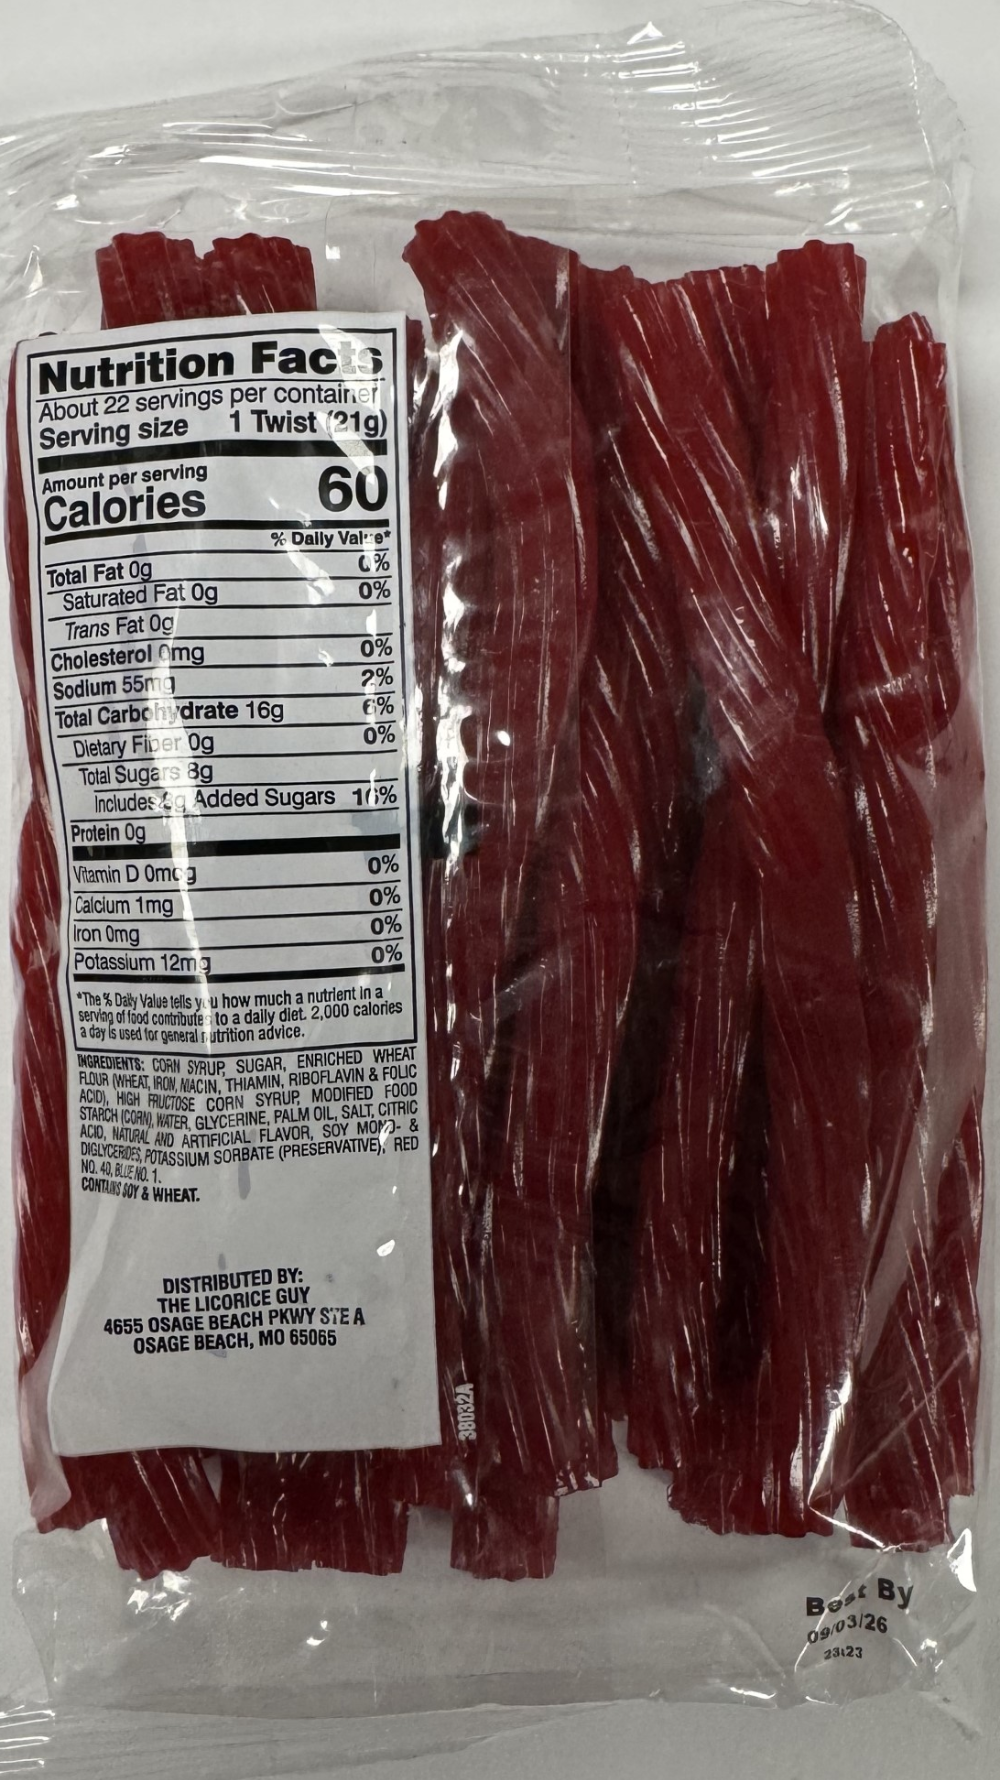 Nutrition Facts
About 22 servings per container
Serving size 1 Twist (21g)
Amount per serving
Calories 60
% Daily Value*
Total Fat 0g 0%
Saturated Fat 0g 0%
Trans Fat 0g
Cholesterol 0mg 0%
Sodium 55mg 2%
Total Carbohydrate 16g 6%
Dietary Fiber 0g 0%
Total Sugars 8g
Includes 8g Added Sugars 16%
Protein 0g
Vitamin D 0mcg 0%
Calcium 1mg 0%
Iron 0mg 0%
Potassium 12mg 0%
*The % Daily Value tells you how much a nutrient in a
serving of food contributes to a daily diet. 2,000 calories
a day is used for general nutrition advice.
INGREDIENTS: CORN SYRUP, SUGAR, ENRICHED WHEAT
FLOUR (WHEAT, IRON, NIACIN, THIAMIN, RIBOFLAVIN & FOLIC
ACID), HIGH FRUCTOSE CORN SYRUP, MODIFIED FOOD
STARCH (CORN), WATER, GLYCERINE, PALM OIL, SALT, CITRIC
ACID, NATURAL AND ARTIFICIAL FLAVOR, SOY MONO- &
DIGLYCERIDES, POTASSIUM SORBATE (PRESERVATIVE), RED
NO. 40, BLUE NO. 1.
CONTAINS SOY & WHEAT.
DISTRIBUTED BY:
THE LICORICE GUY
4655 OSAGE BEACH PKWY STE A
OSAGE BEACH, MO 65065
38032A
Best By
09/03/26